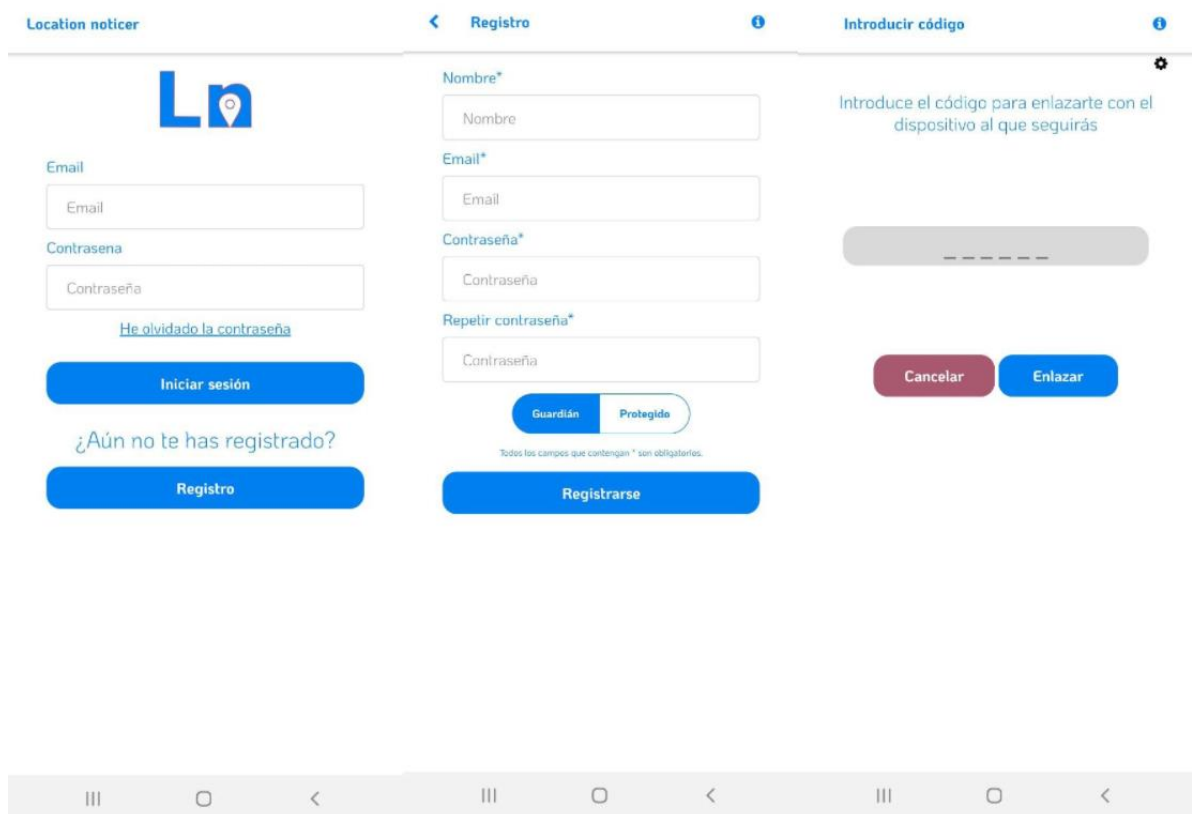 Location noticer
Ln
Email
Email
Contrasena
Contraseña
He olvidado la contraseña
Iniciar sesión
¿Aún no te has registrado?
Registro
Registro
Nombre*
Nombre
Email*
Email
Contraseña*
Contraseña
Repetir contraseña*
Contraseña
Guardián Protegido
Todos los campos que contengan * son obligatorios.
Registrarse
Introducir código
Introduce el código para enlazarte con el
dispositivo al que seguirás
_ _ _ _ _ _
Cancelar Enlazar